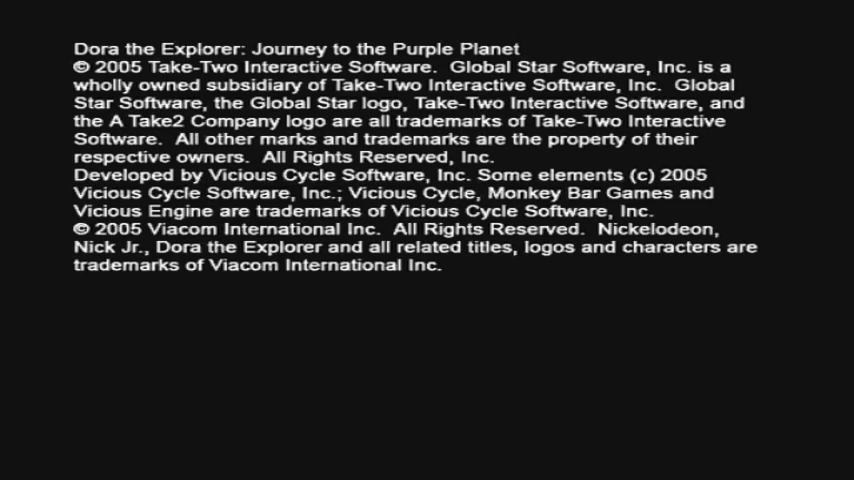 Dora the Explorer: Journey to the Purple Planet
© 2005 Take-Two Interactive Software.  Global Star Software, Inc. is a
wholly owned subsidiary of Take-Two Interactive Software, Inc.  Global
Star Software, the Global Star logo, Take-Two Interactive Software, and
the A Take2 Company logo are all trademarks of Take-Two Interactive
Software.  All other marks and trademarks are the property of their
respective owners.  All Rights Reserved, Inc.
Developed by Vicious Cycle Software, Inc. Some elements (c) 2005
Vicious Cycle Software, Inc.; Vicious Cycle, Monkey Bar Games and
Vicious Engine are trademarks of Vicious Cycle Software, Inc.
© 2005 Viacom International Inc.  All Rights Reserved.  Nickelodeon,
Nick Jr., Dora the Explorer and all related titles, logos and characters are
trademarks of Viacom International Inc.